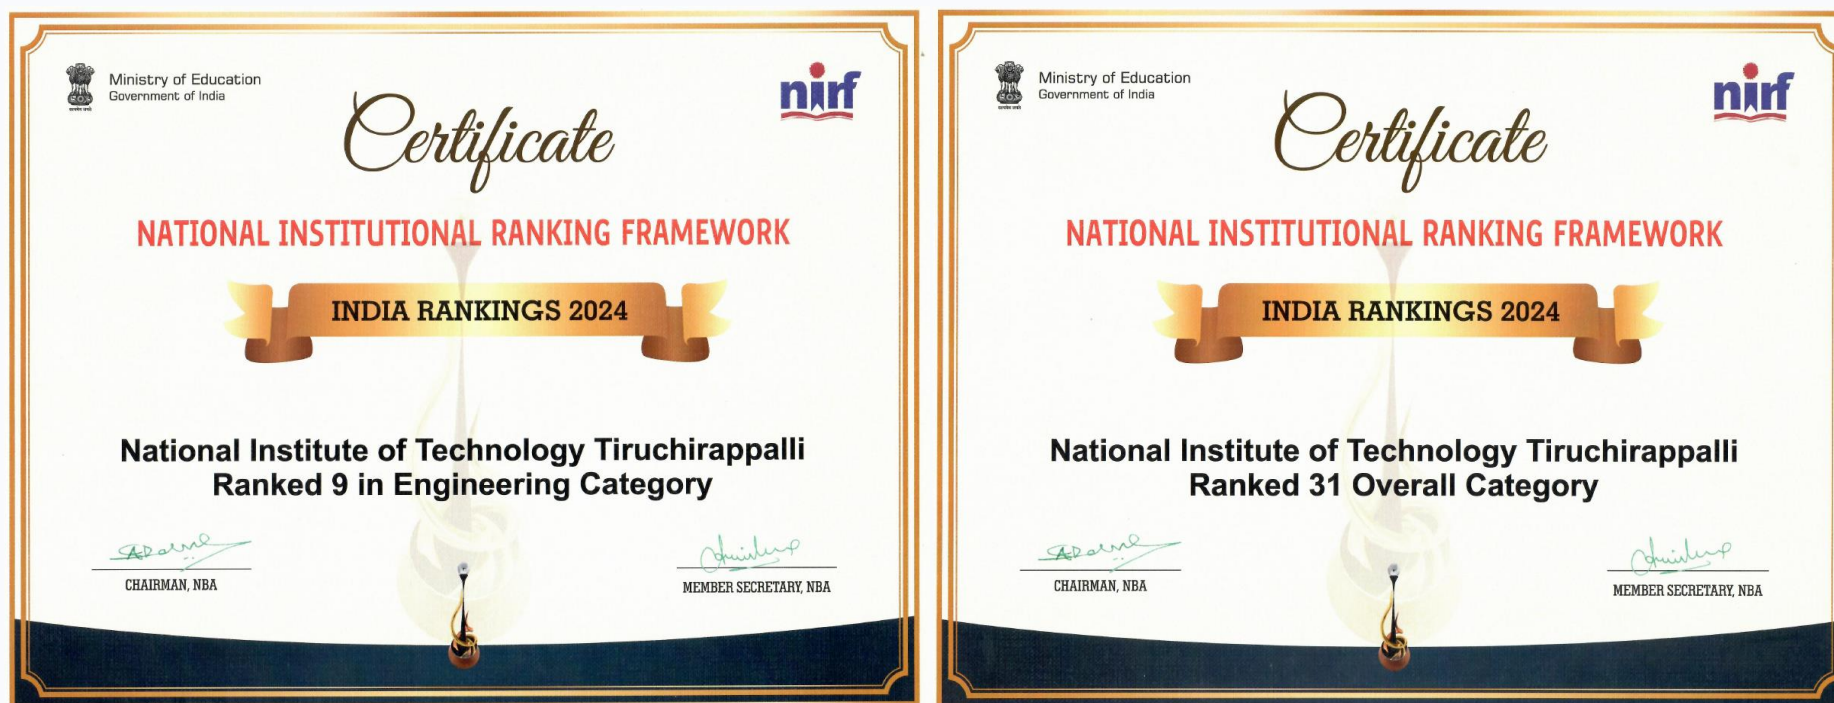 Ministry of Education
Government of India
nirf
Certificate
NATIONAL INSTITUTIONAL RANKING FRAMEWORK
INDIA RANKINGS 2024
National Institute of Technology Tiruchirappalli
Ranked 9 in Engineering Category
CHAIRMAN, NBA
MEMBER SECRETARY, NBA
Ministry of Education
Government of India
nirf
Certificate
NATIONAL INSTITUTIONAL RANKING FRAMEWORK
INDIA RANKINGS 2024
National Institute of Technology Tiruchirappalli
Ranked 31 Overall Category
CHAIRMAN, NBA
MEMBER SECRETARY, NBA